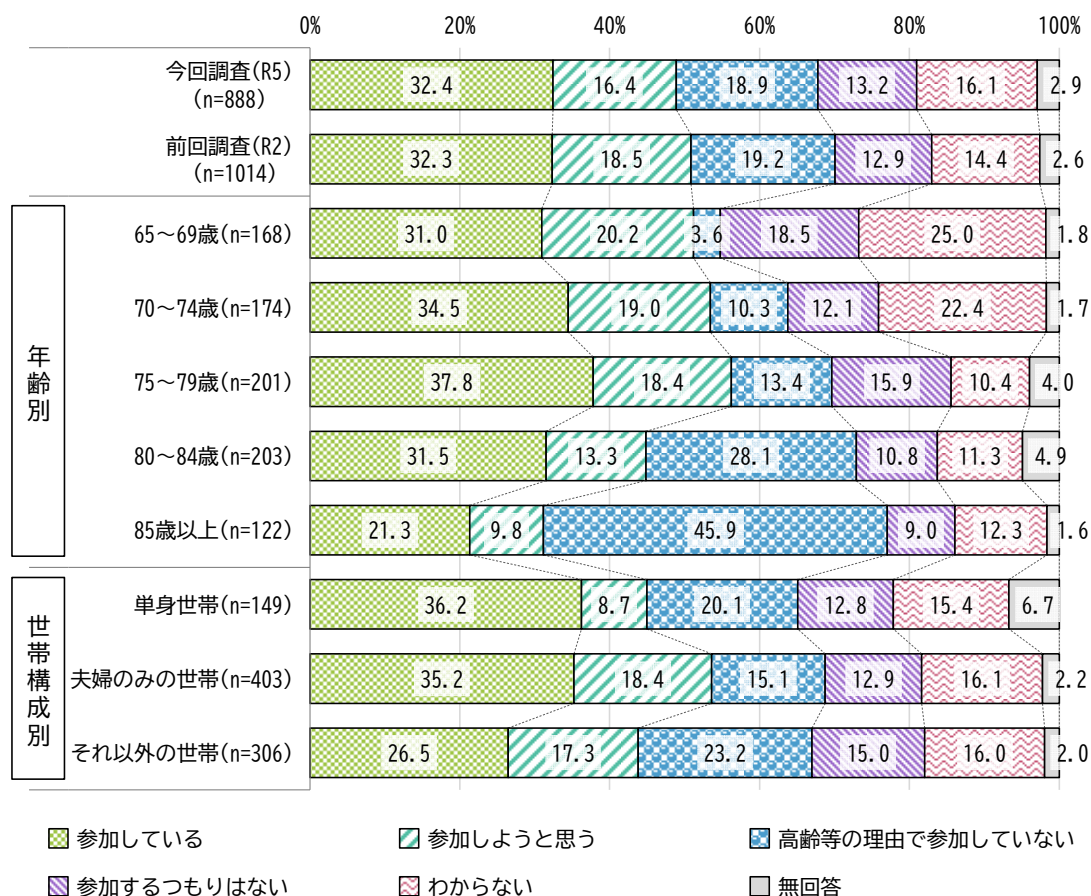 0% 20% 40% 60% 80% 100%
今回調査(R5)
(n=888)
32.4 16.4 18.9 13.2 16.1 2.9
前回調査(R2)
(n=1014)
32.3 18.5 19.2 12.9 14.4 2.6
年齢別
65～69歳(n=168) 31.0 20.2 3.6 18.5 25.0 1.8
70～74歳(n=174) 34.5 19.0 10.3 12.1 22.4 1.7
75～79歳(n=201) 37.8 18.4 13.4 15.9 10.4 4.0
80～84歳(n=203) 31.5 13.3 28.1 10.8 11.3 4.9
85歳以上(n=122) 21.3 9.8 45.9 9.0 12.3 1.6
世帯構成別
単身世帯(n=149) 36.2 8.7 20.1 12.8 15.4 6.7
夫婦のみの世帯(n=403) 35.2 18.4 15.1 12.9 16.1 2.2
それ以外の世帯(n=306) 26.5 17.3 23.2 15.0 16.0 2.0
参加している 参加しようと思う 高齢等の理由で参加していない
参加するつもりはない わからない 無回答